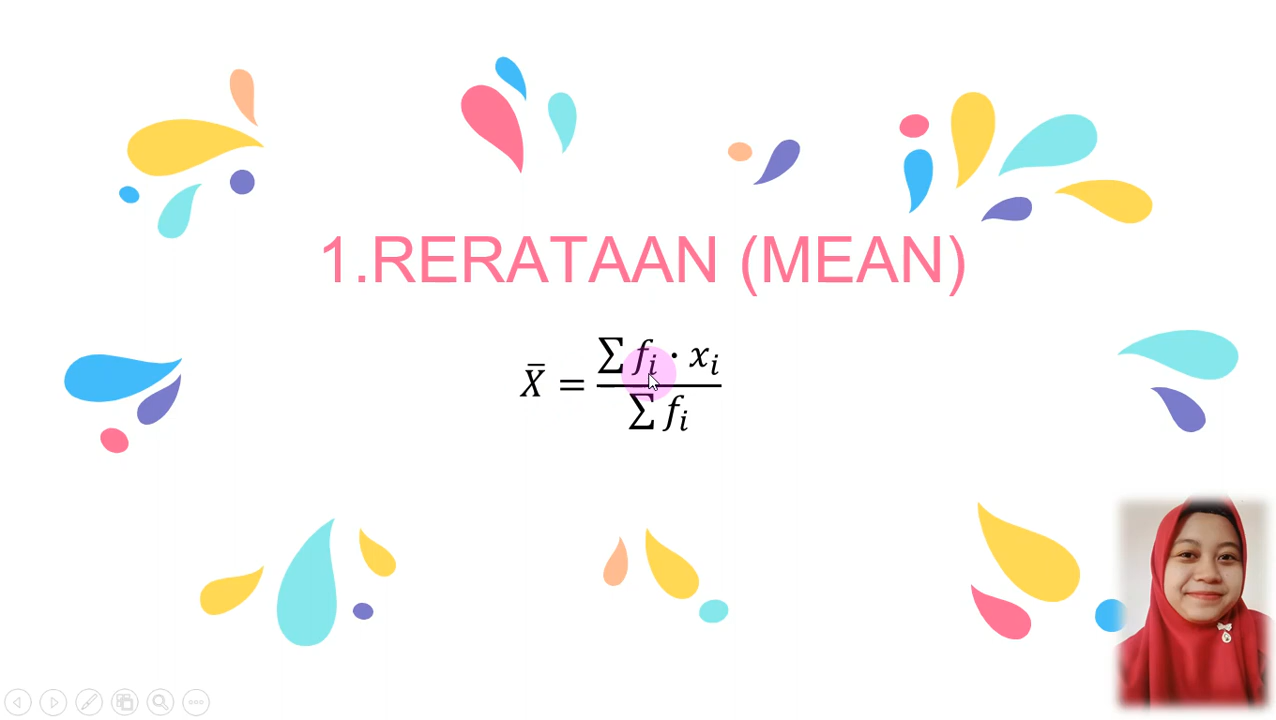 1.RERATAAN (MEAN)
X̄ = ∑ fᵢ · xᵢ / ∑ fᵢ